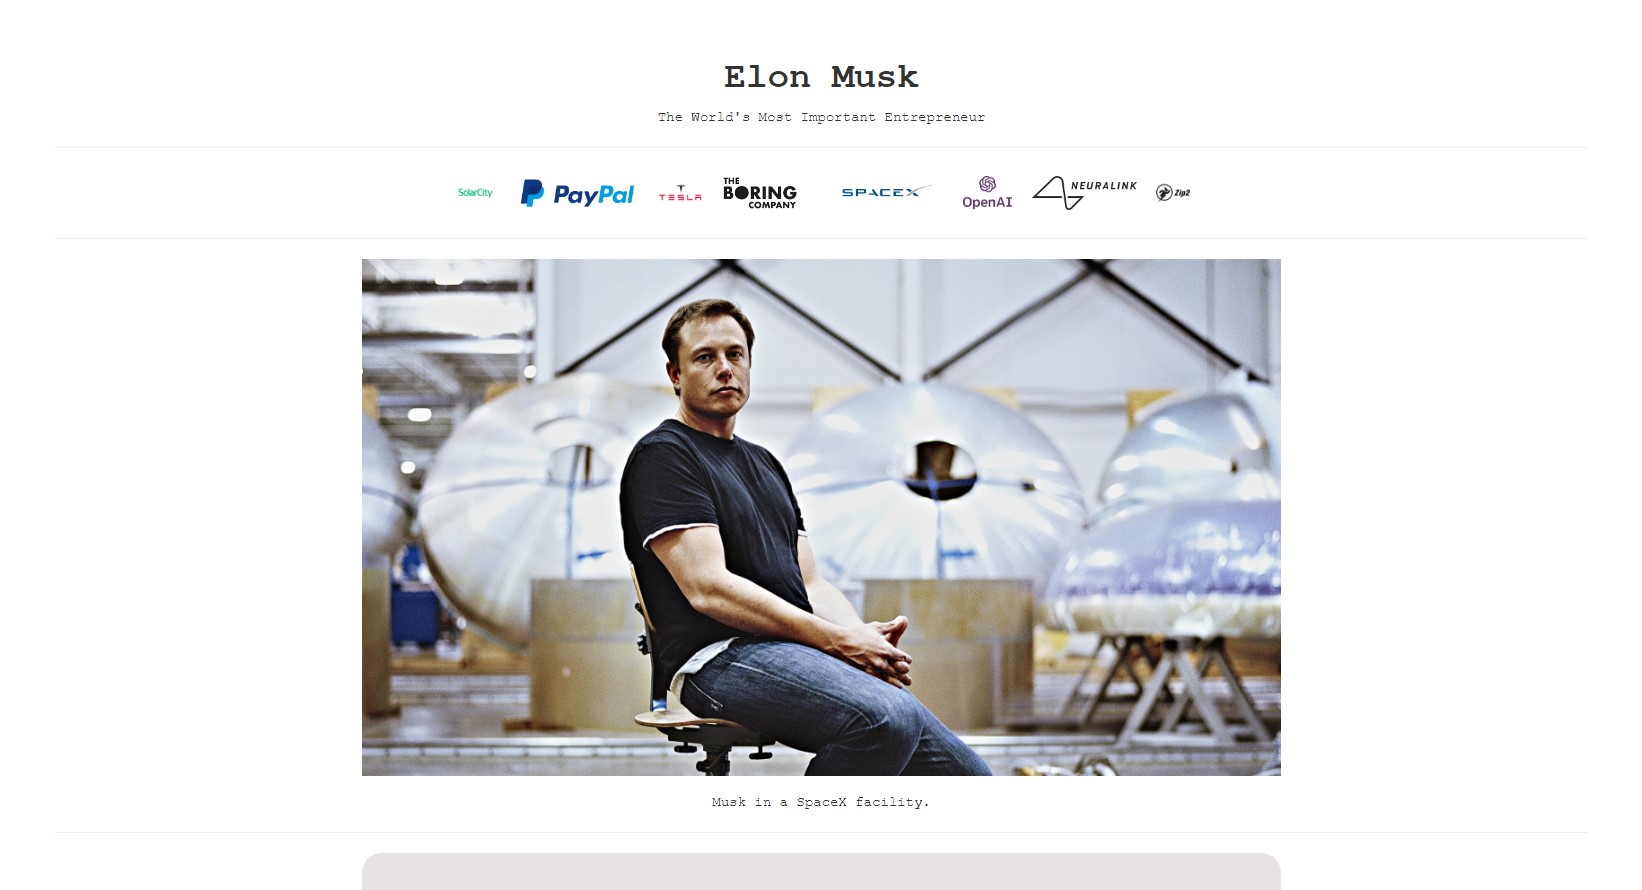 Elon Musk
The World's Most Important Entrepreneur
SolarCity PayPal TESLA THE BORING COMPANY SPACEX OpenAI NEURALINK Zip2
Musk in a SpaceX facility.